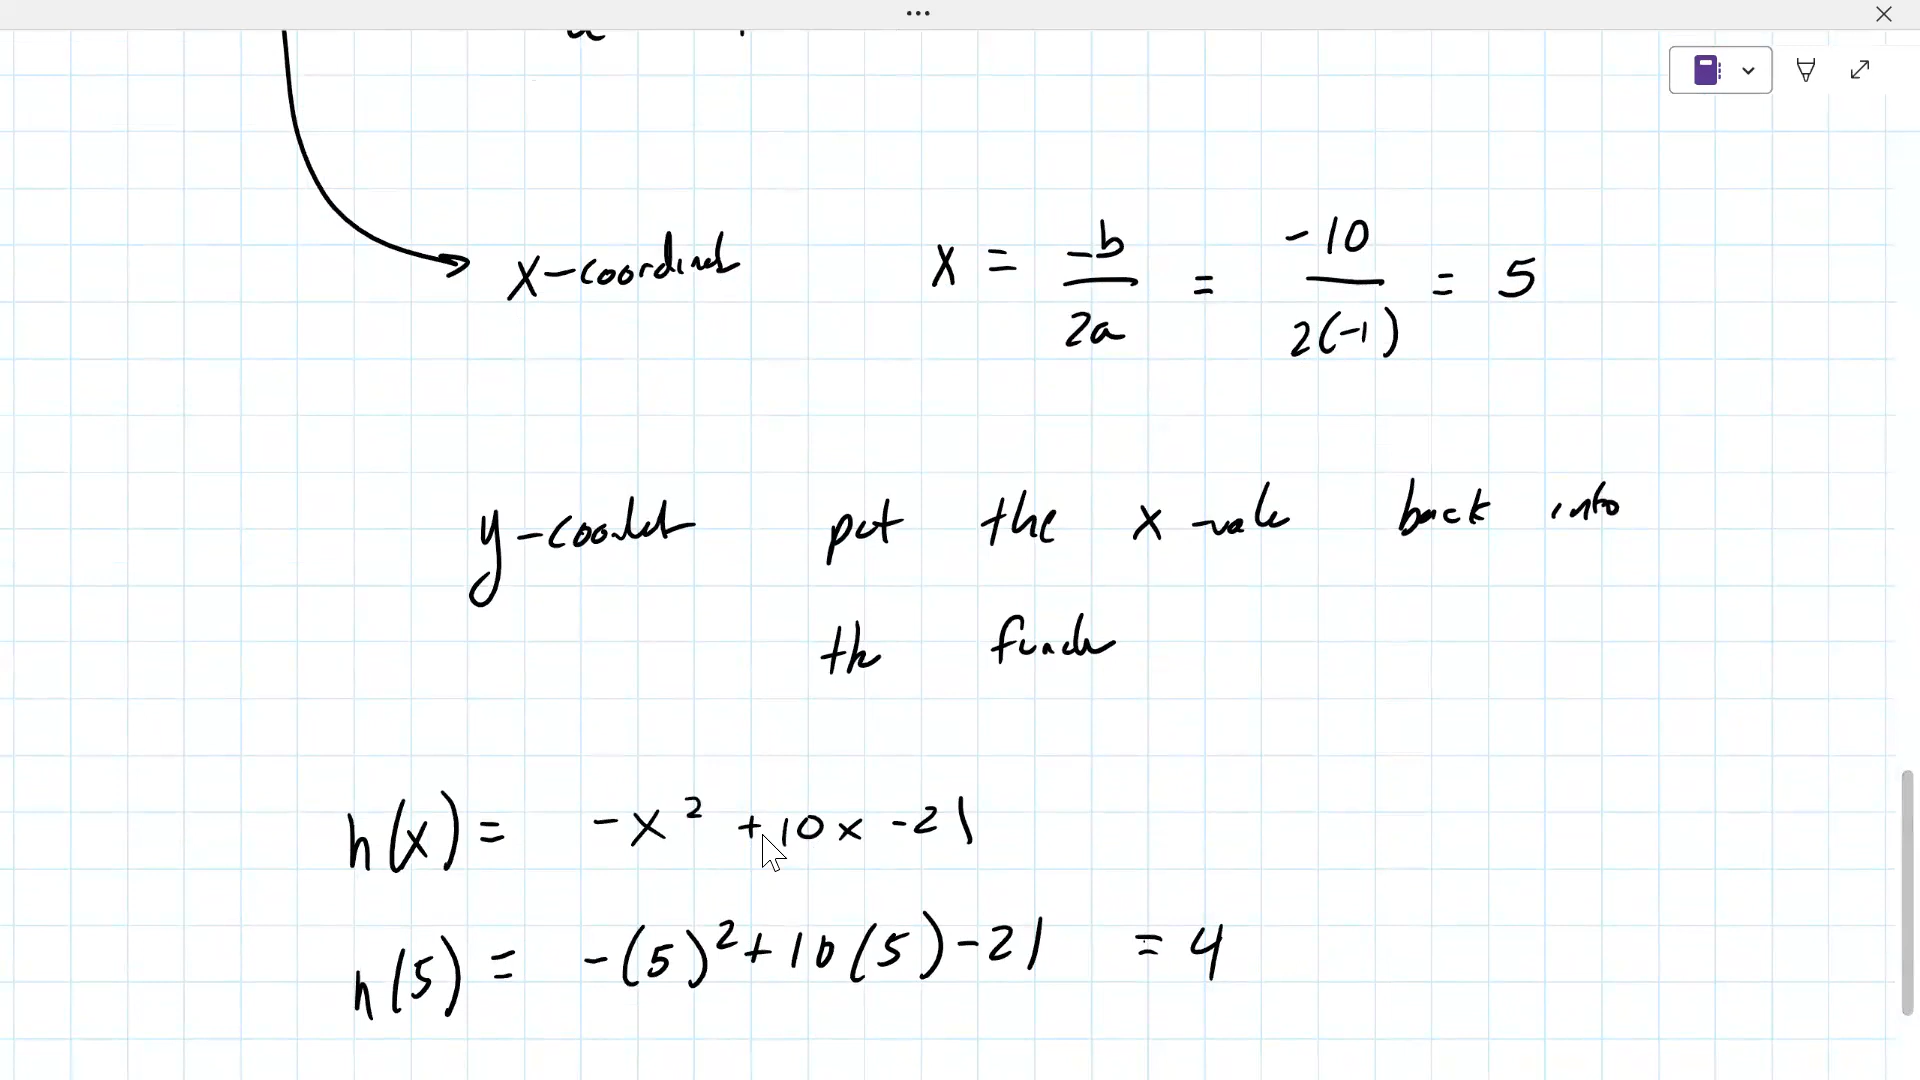 x-coordinate x = -b/2a = -10/2(-1) = 5
y-coordinate put the x-value back into
the function
h(x) = -x² + 10x - 21
h(5) = -(5)² + 10(5) - 21 = 4